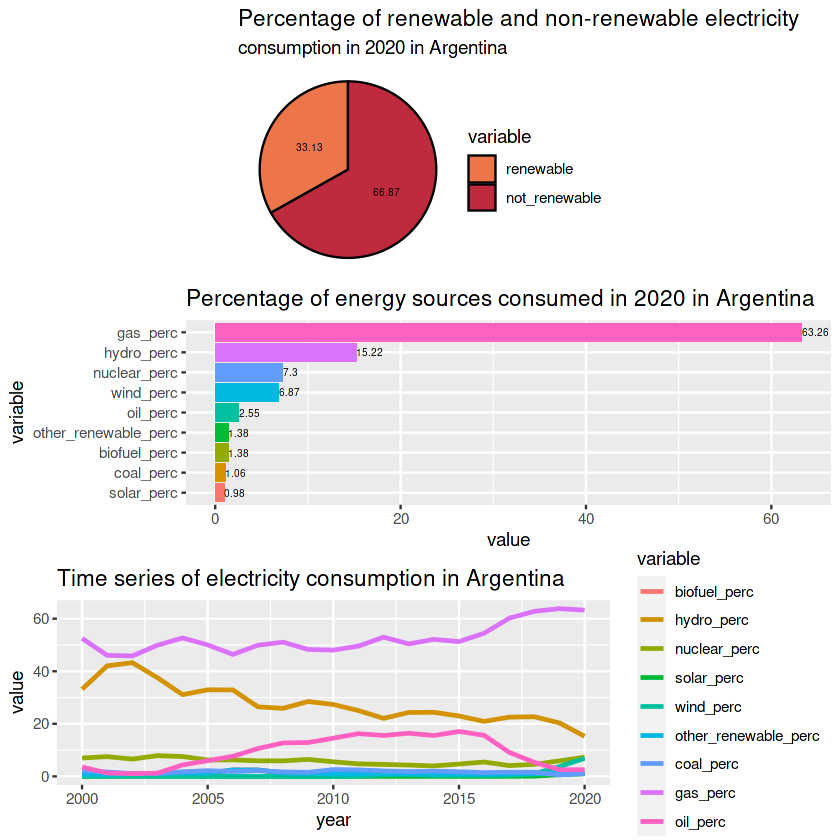 Percentage of renewable and non-renewable electricity
consumption in 2020 in Argentina
33.13
66.87
variable
renewable
not_renewable
Percentage of energy sources consumed in 2020 in Argentina
variable
gas_perc
63.26
hydro_perc
15.22
nuclear_perc
7.3
wind_perc
6.87
oil_perc
2.55
other_renewable_perc
1.38
biofuel_perc
1.38
coal_perc
1.06
solar_perc
0.98
0 20 40 60
value
Time series of electricity consumption in Argentina
value
60
40
20
0
2000 2005 2010 2015 2020
year
variable
biofuel_perc
hydro_perc
nuclear_perc
solar_perc
wind_perc
other_renewable_perc
coal_perc
gas_perc
oil_perc